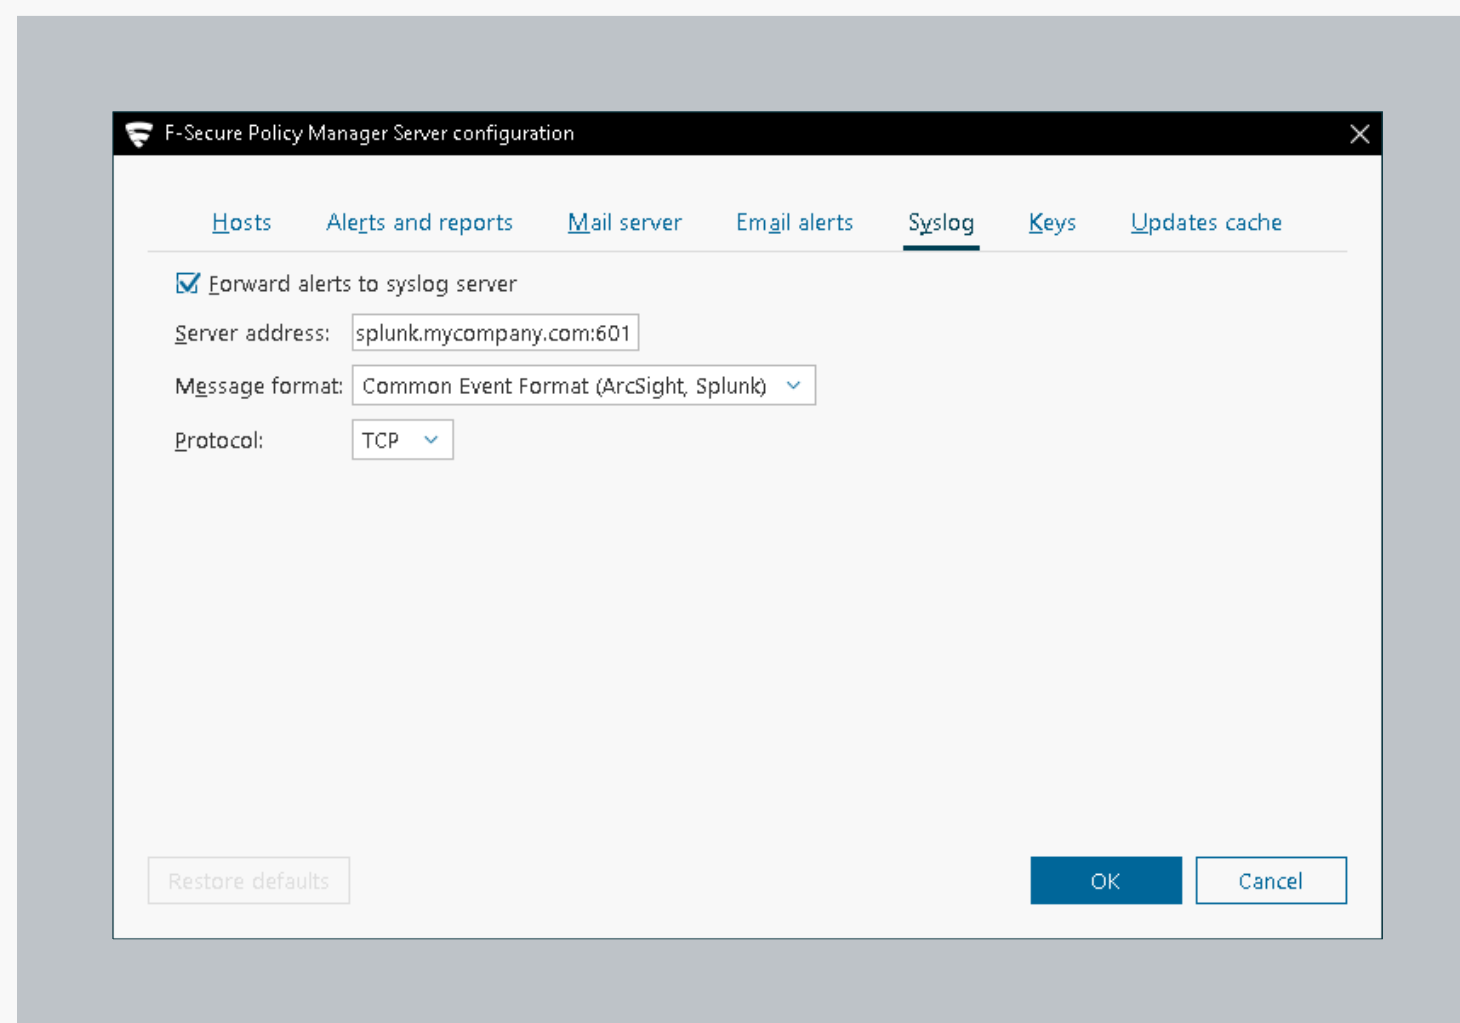 F-Secure Policy Manager Server configuration
Hosts Alerts and reports Mail server Email alerts Syslog Keys Updates cache
Forward alerts to syslog server
Server address: splunk.mycompany.com:601
Message format: Common Event Format (ArcSight, Splunk)
Protocol: TCP
Restore defaults OK Cancel